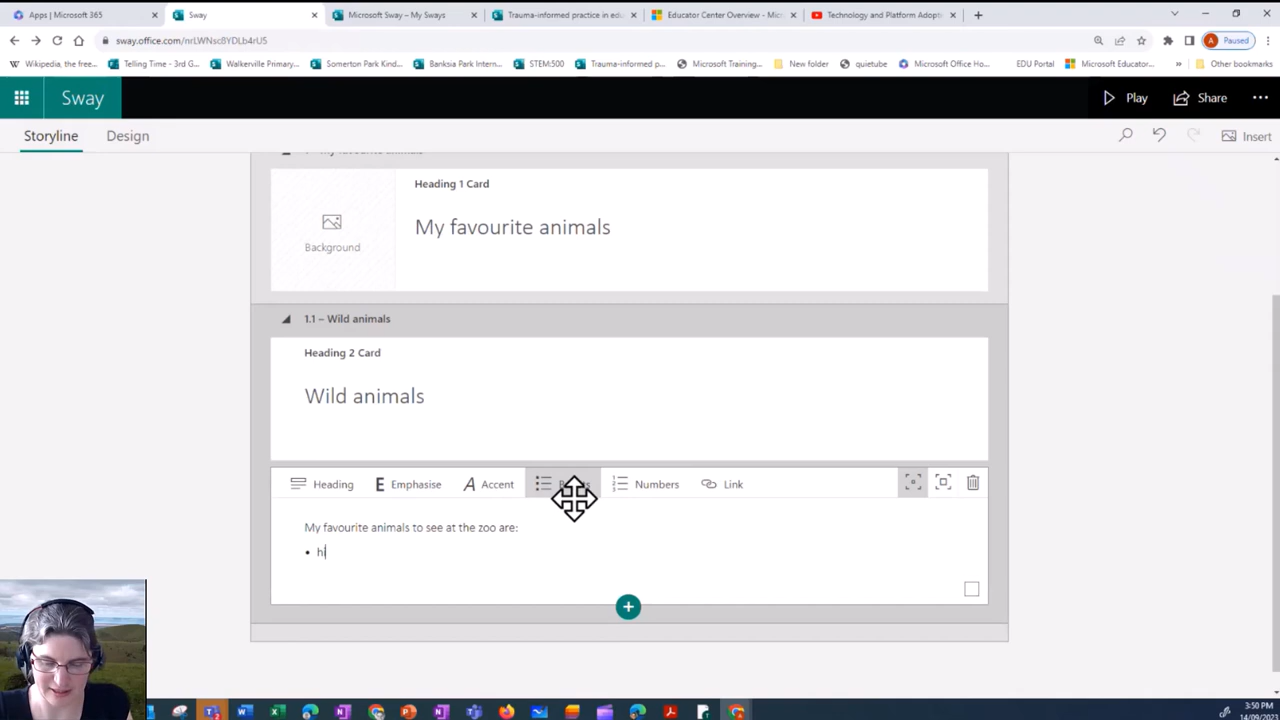 Apps | Microsoft 365
Sway
Microsoft Sway – My Sways
Trauma-informed practice in edu
Educator Center Overview - Micr
Technology and Platform Adopti
sway.office.com/nrLWNsc8YDLb4rU5
A Paused
Wikipedia, the free...
Telling Time - 3rd G...
Walkerville Primary...
Somerton Park Kind...
Banksia Park Intern...
STEM:500
Trauma-informed p...
Microsoft Training...
New folder
quietube
Microsoft Office Ho...
EDU Portal
Microsoft Educator...
»
Other bookmarks
Sway
Play
Share
Storyline
Design
Insert
Heading 1 Card
Background
My favourite animals
1.1 – Wild animals
Heading 2 Card
Wild animals
Heading
E Emphasise
A Accent
Numbers
Link
My favourite animals to see at the zoo are:
• hi
3:50 PM
14/09/2023